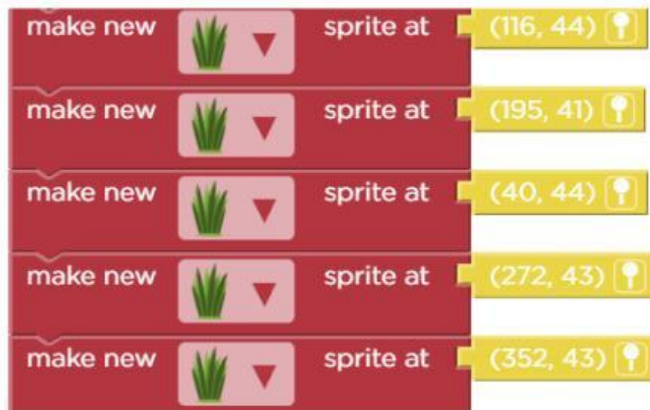 make new sprite at (116, 44)
make new sprite at (195, 41)
make new sprite at (40, 44)
make new sprite at (272, 43)
make new sprite at (352, 43)